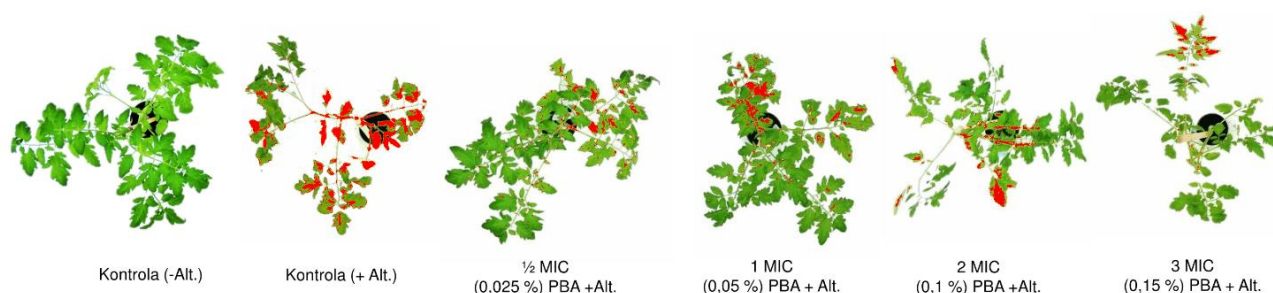 Kontrola (-Alt.)
Kontrola (+ Alt.)
½ MIC
(0.025 %) PBA +Alt.
1 MIC
(0,05 %) PBA + Alt.
2 MIC
(0,1 %) PBA +Alt.
3 MIC
(0,15 %) PBA + Alt.